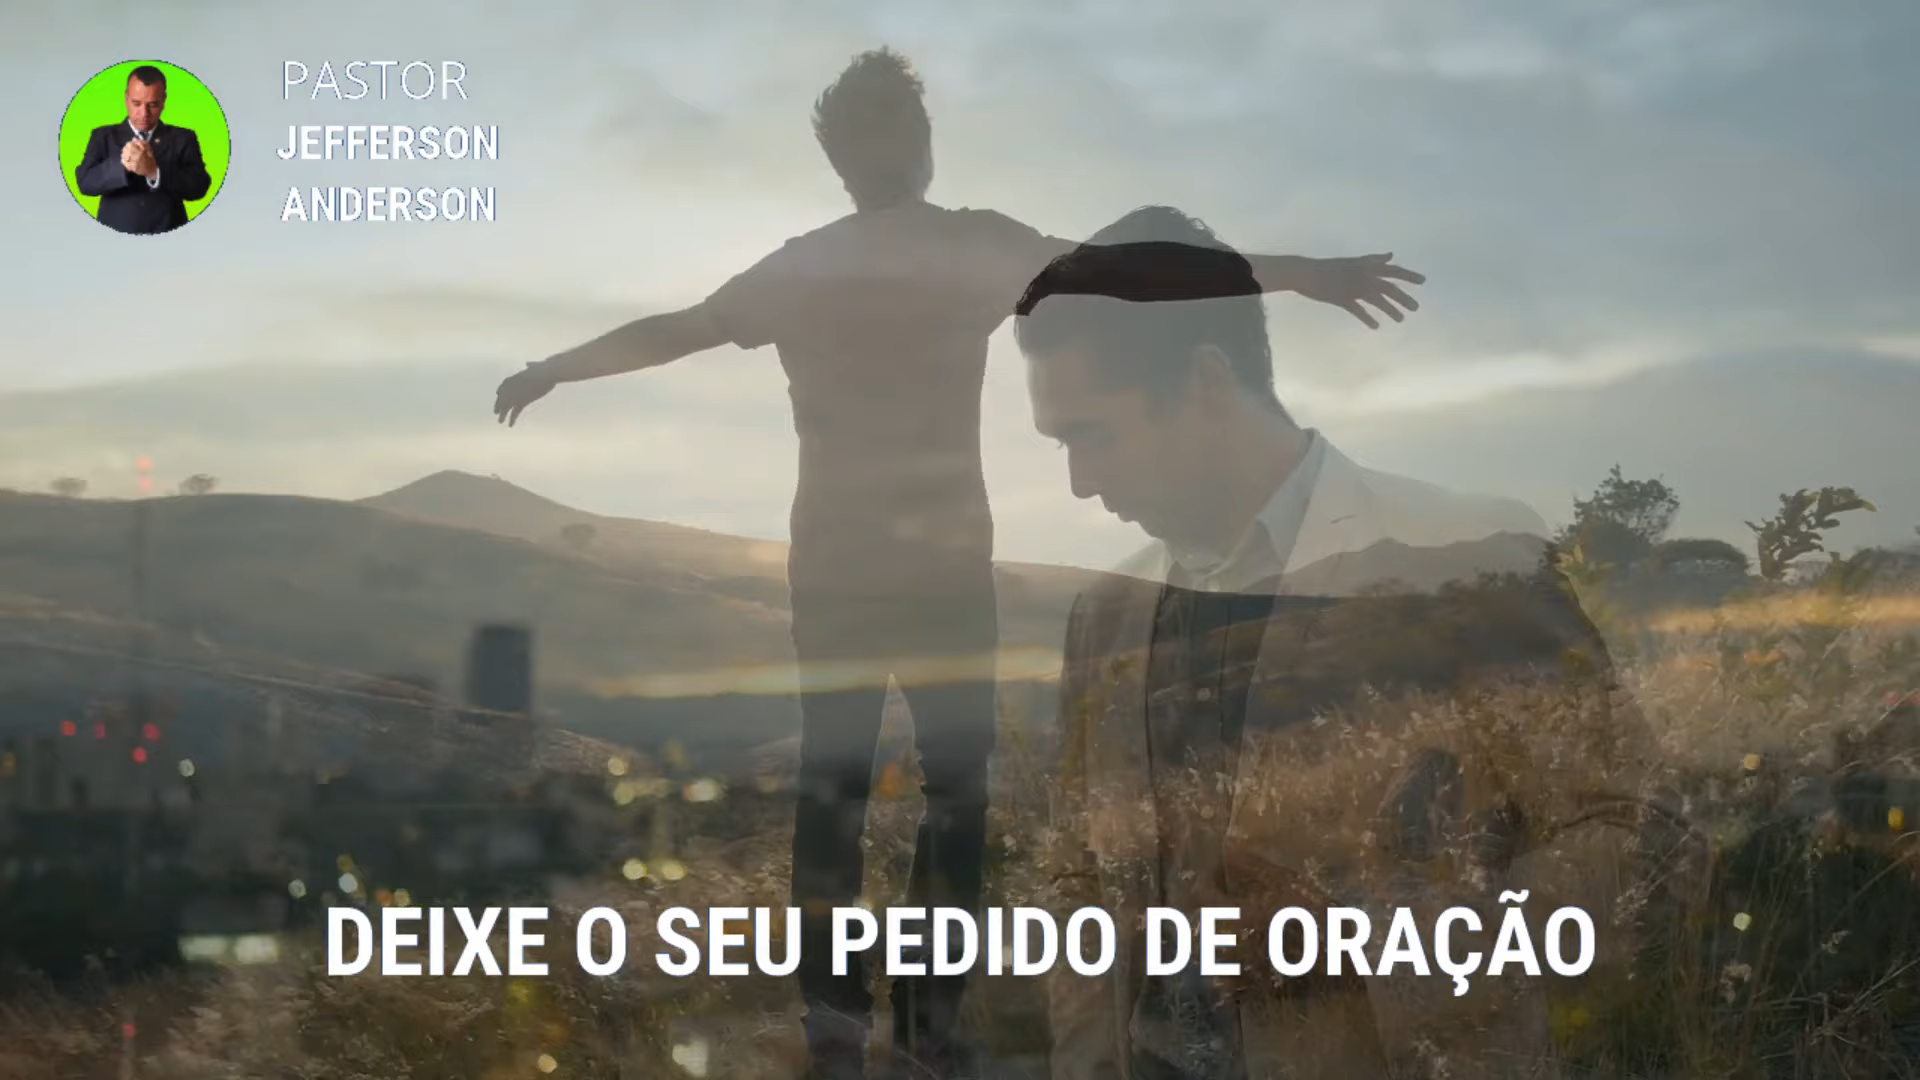 PASTOR
JEFFERSON
ANDERSON
DEIXE O SEU PEDIDO DE ORAÇÃO